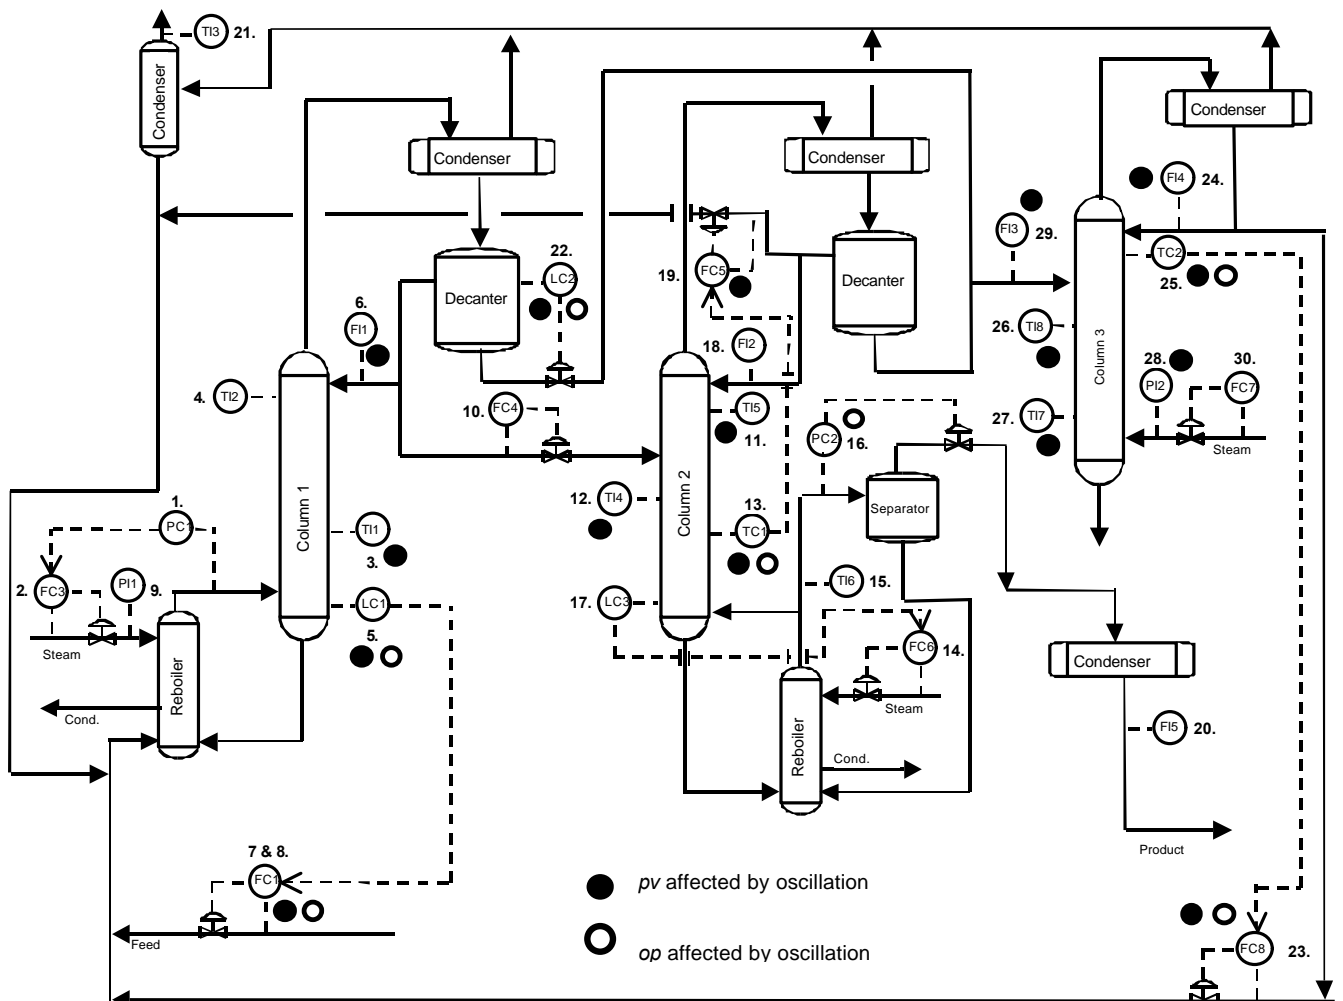 TI3 21.
Condenser
Condenser
Condenser
Condenser
FI4 24.
FI3
29.
22.
LC2
Decanter
19. FC5
Decanter
TC2
25.
6.
FI1
18. FI2
26. TI8
Column 3
28.
PI2
30.
FC7
4. TI2
10. FC4
TI5
11.
PC2
16.
27. TI7
Steam
Column 1
Column 2
12. TI4
13.
TC1
Separator
1.
PC1
TI1
3.
2. FC3
PI1 9.
Steam
LC1
5.
17. LC3
TI6 15.
FC6 14.
Steam
Reboiler
Cond.
Reboiler
Cond.
Condenser
FI5 20.
Product
7 & 8.
FC1
Feed
pv affected by oscillation
op affected by oscillation
FC8 23.